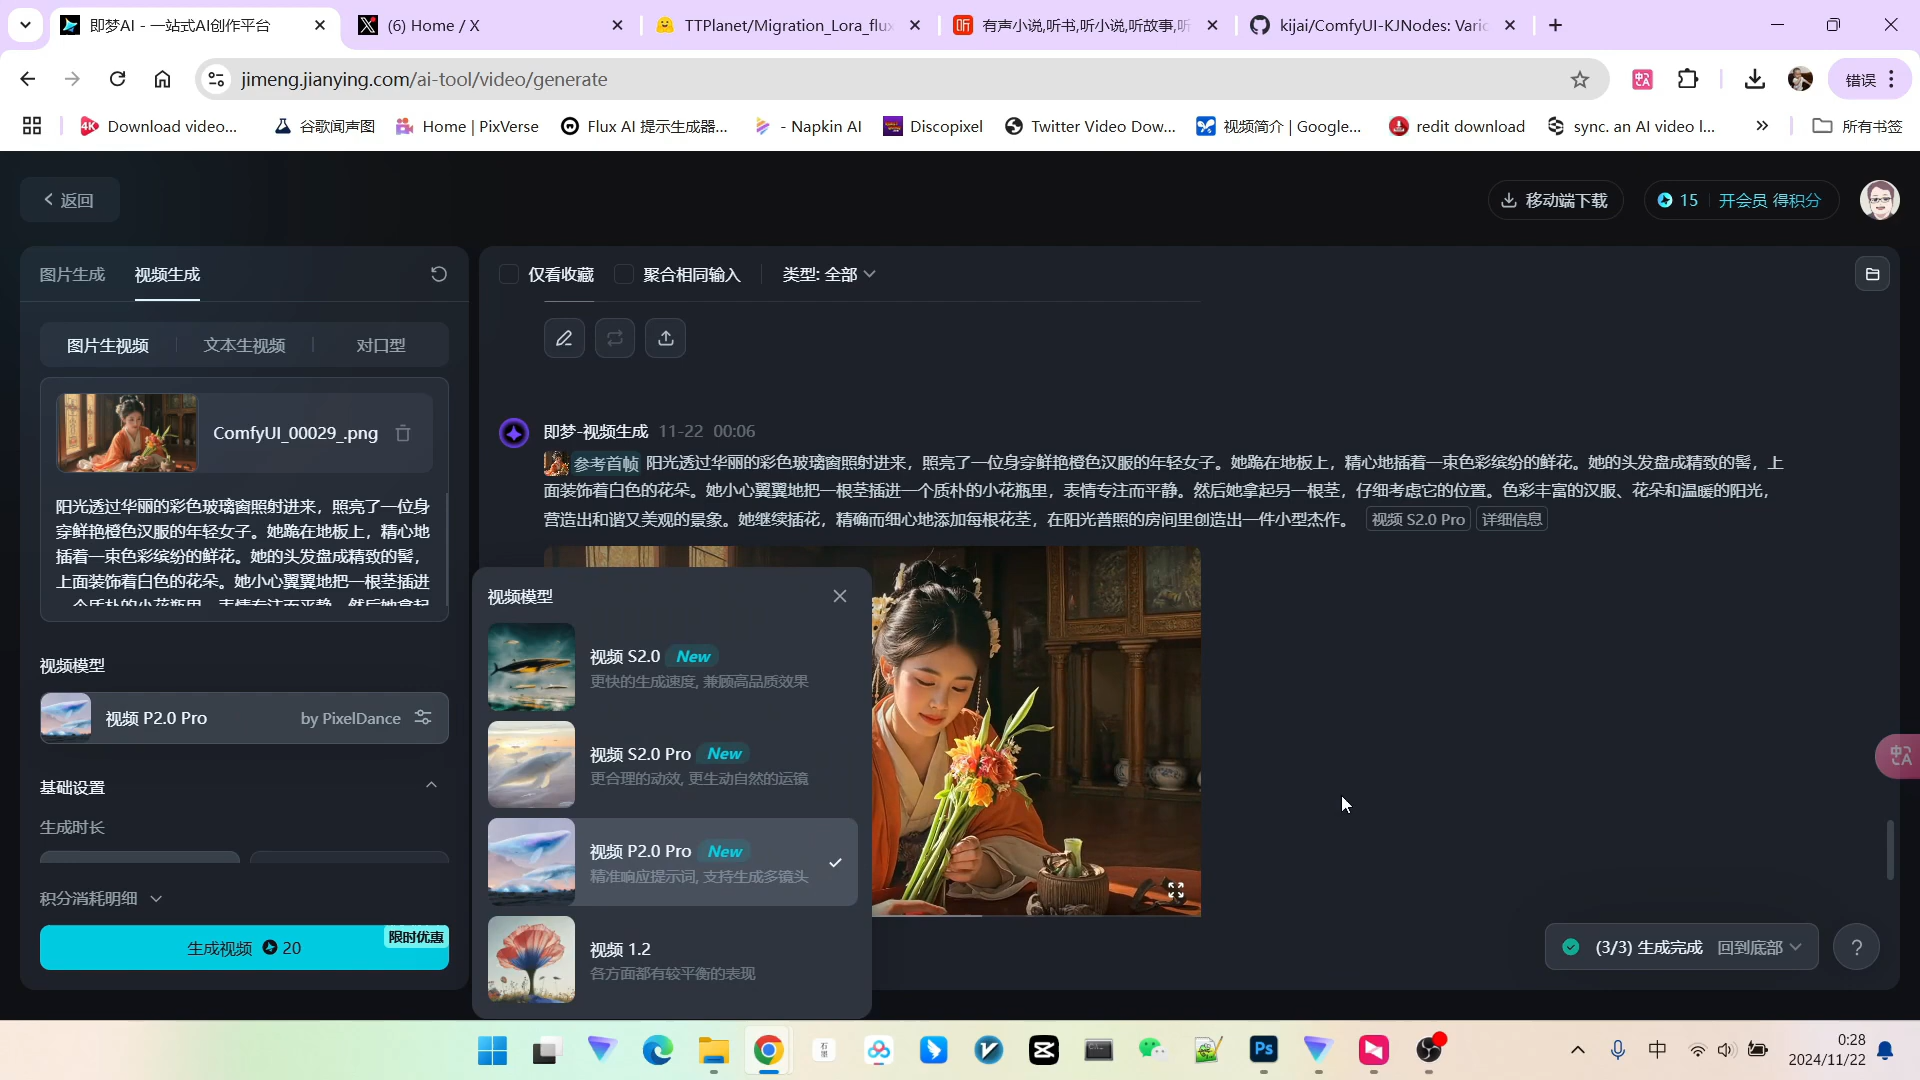 即梦AI - 一站式AI创作平台
(6) Home / X
TTPlanet/Migration_Lora_flux
有声小说,听书,听小说,听故事,听
kijai/ComfyUI-KJNodes: Vario
jimeng.jianying.com/ai-tool/video/generate
错误
4K
Download video...
谷歌闻声图
Home | PixVerse
Flux AI 提示生成器...
- Napkin AI
Discopixel
Twitter Video Dow...
视频简介 | Google...
redit download
sync. an AI video l...
所有书签
返回
移动端下载
15
开会员 得积分
图片生成
视频生成
仅看收藏
聚合相同输入
类型: 全部
图片生视频
文本生视频
对口型
ComfyUI_00029_.png
阳光透过华丽的彩色玻璃窗照射进来，照亮了一位身
穿鲜艳橙色汉服的年轻女子。她跪在地板上，精心地
插着一束色彩缤纷的鲜花。她的头发盘成精致的髻，
上面装饰着白色的花朵。她小心翼翼地把一根茎插进
一个质朴的小花瓶里，表情专注而平静。然后她拿起
视频模型
视频 P2.0 Pro
by PixelDance
基础设置
生成时长
积分消耗明细
限时优惠
生成视频 20
即梦-视频生成 11-22 00:06
参考首帧 阳光透过华丽的彩色玻璃窗照射进来，照亮了一位身穿鲜艳橙色汉服的年轻女子。她跪在地板上，精心地插着一束色彩缤纷的鲜花。她的头发盘成精致的髻，上
面装饰着白色的花朵。她小心翼翼地把一根茎插进一个质朴的小花瓶里，表情专注而平静。然后她拿起另一根茎，仔细考虑它的位置。色彩丰富的汉服、花朵和温暖的阳光，
营造出和谐又美观的景象。她继续插花，精确而细心地添加每根花茎，在阳光普照的房间里创造出一件小型杰作。 视频 S2.0 Pro 详细信息
视频模型
视频 S2.0 New
更快的生成速度, 兼顾高品质效果
视频 S2.0 Pro New
更合理的动效, 更生动自然的运镜
视频 P2.0 Pro New
精准响应提示词, 支持生成多镜头
视频 1.2
各方面都有较平衡的表现
(3/3) 生成完成 回到底部
?
石墨
Ps
中
0:28
2024/11/22